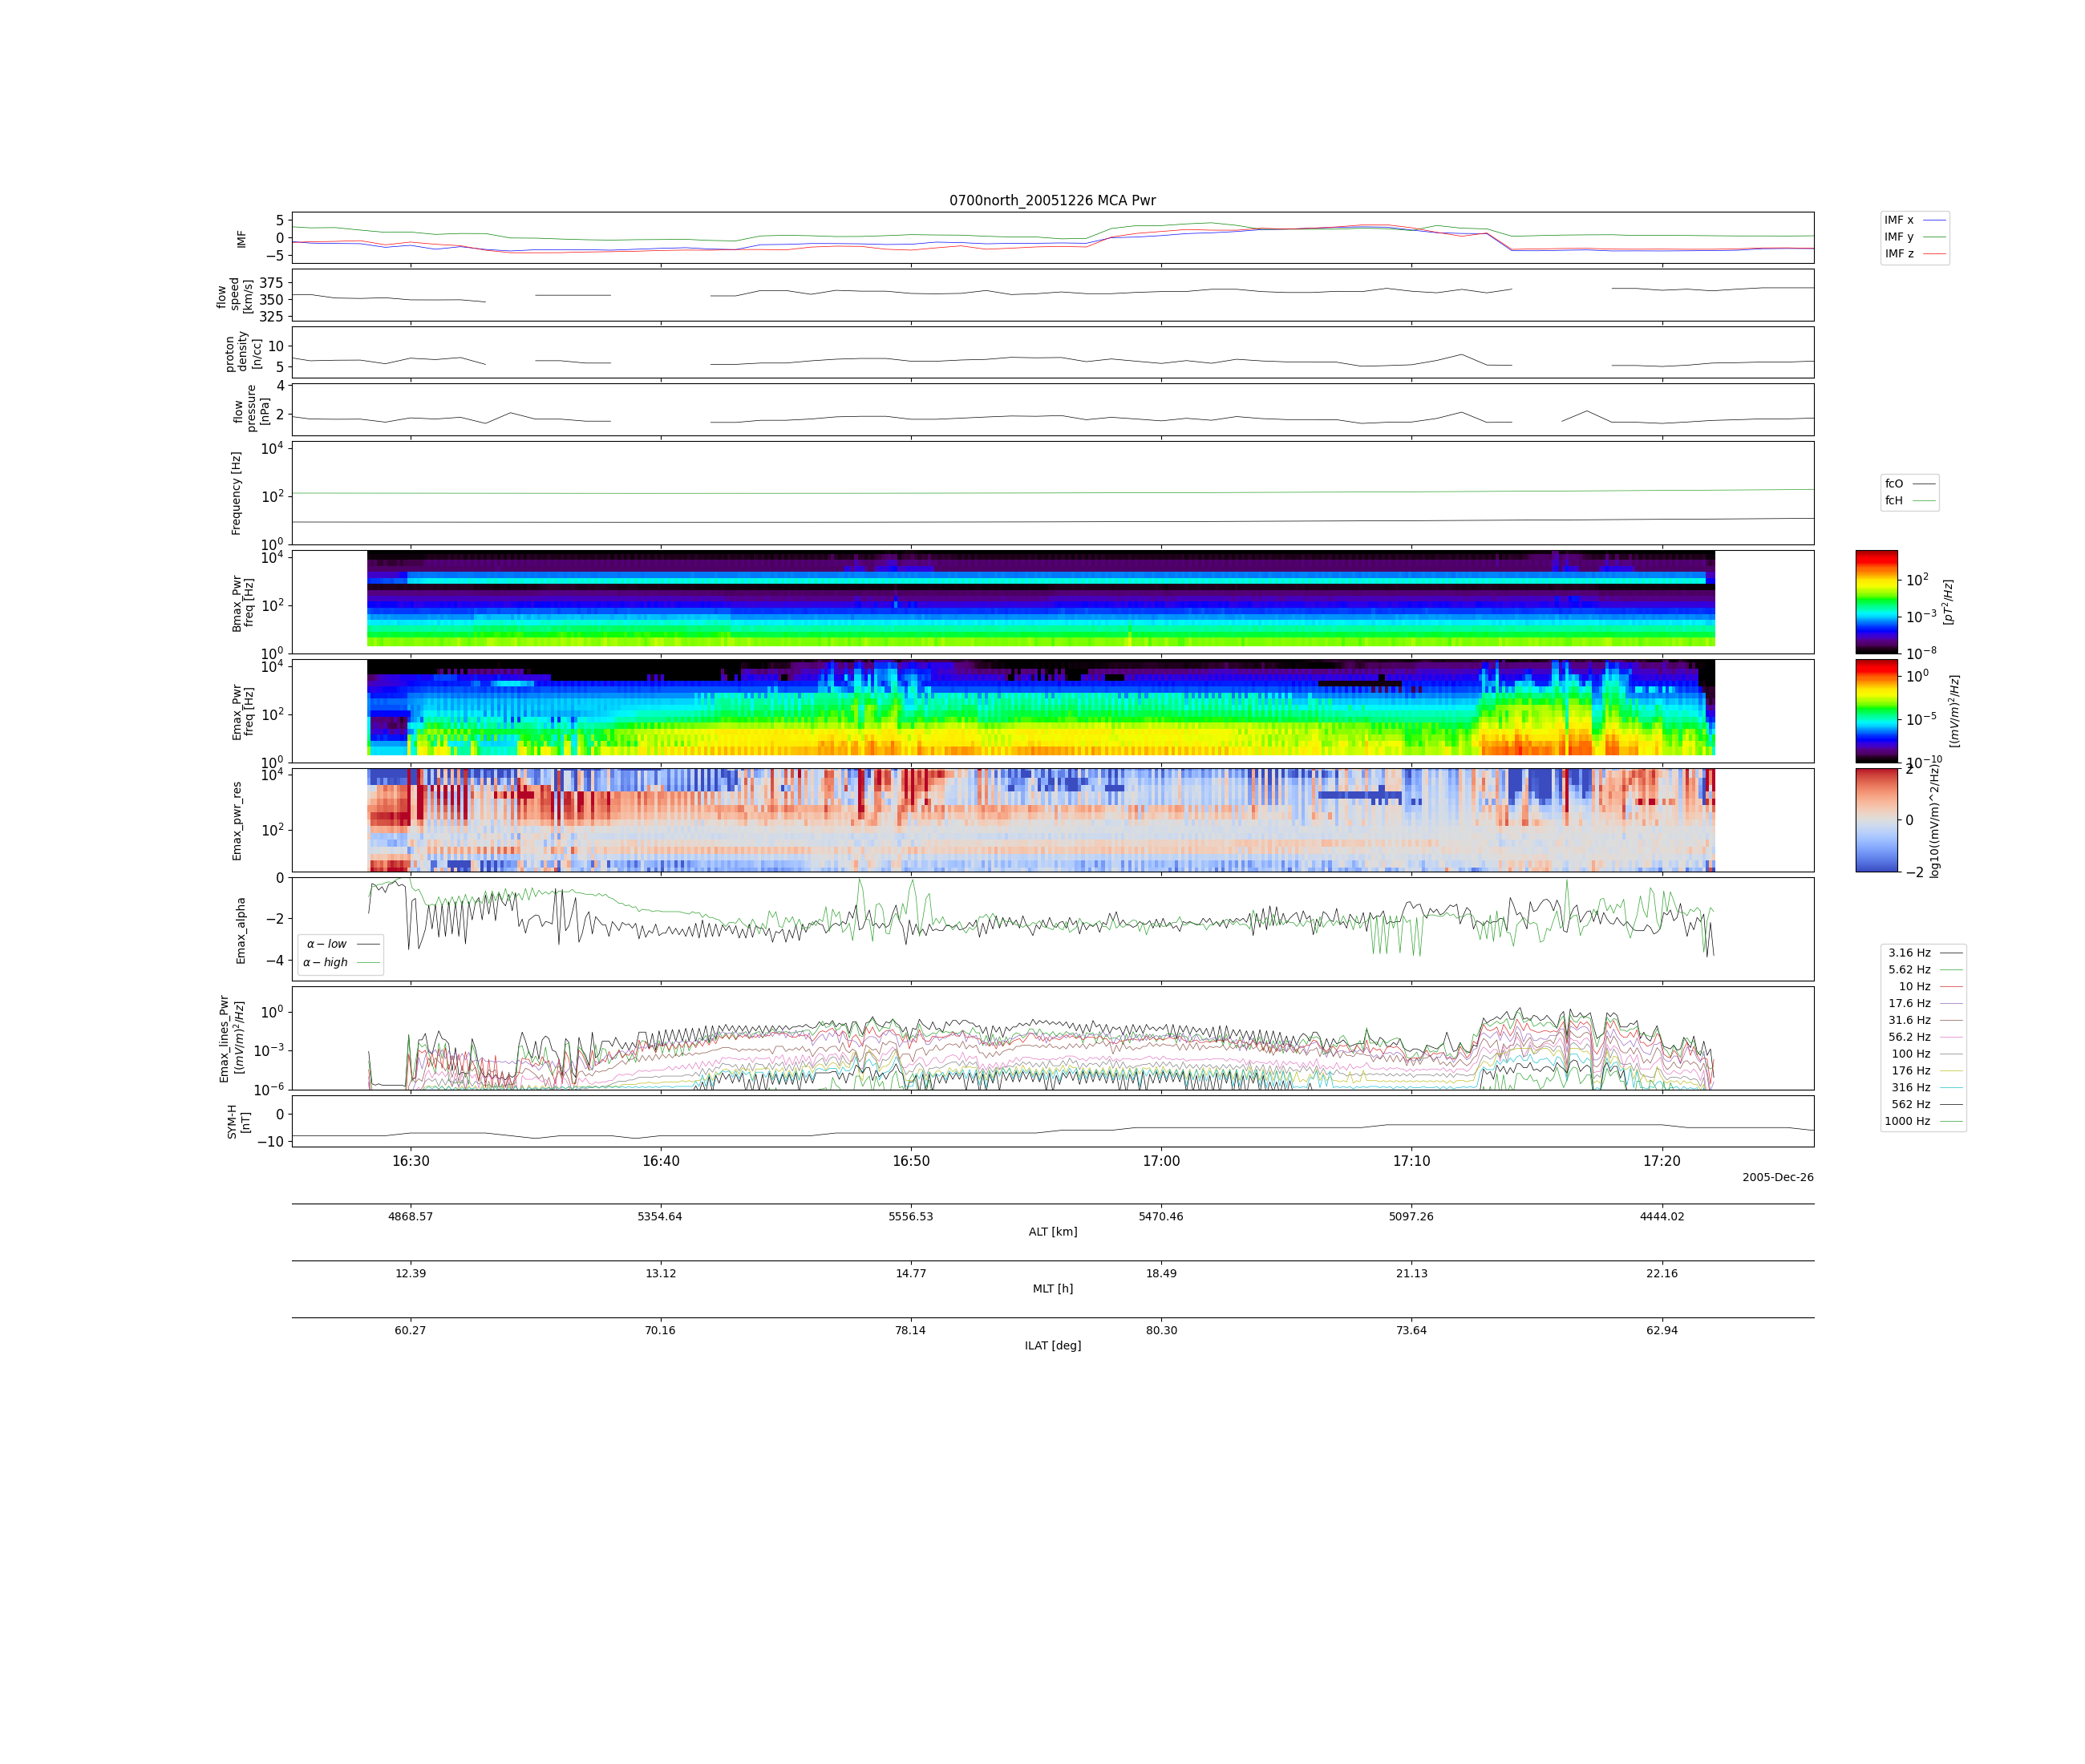 0700north_20051226 MCA Pwr
5
0
−5
IMF
IMF x
IMF y
IMF z
375
350
325
flow
speed
[km/s]
10
5
proton
density
[n/cc]
4
2
flow
pressure
[nPa]
10^4
10^2
10^0
Frequency [Hz]
fcO
fcH
10^4
10^2
10^0
Bmax_Pwr
freq [Hz]
10^2
10^−3
10^−8
[pT^2/Hz]
10^4
10^2
10^0
Emax_Pwr
freq [Hz]
10^0
10^−5
10^−10
[(mV/m)^2/Hz]
10^4
10^2
Emax_pwr_res
2
0
−2
log10((mV/m)^2/Hz)
0
−2
−4
Emax_alpha
α − low
α − high
10^0
10^−3
10^−6
Emax_lines_Pwr
[(mV/m)^2/Hz]
3.16 Hz
5.62 Hz
10 Hz
17.6 Hz
31.6 Hz
56.2 Hz
100 Hz
176 Hz
316 Hz
562 Hz
1000 Hz
0
−10
SYM-H
[nT]
16:30 16:40 16:50 17:00 17:10 17:20
2005-Dec-26
4868.57 5354.64 5556.53 5470.46 5097.26 4444.02
ALT [km]
12.39 13.12 14.77 18.49 21.13 22.16
MLT [h]
60.27 70.16 78.14 80.30 73.64 62.94
ILAT [deg]